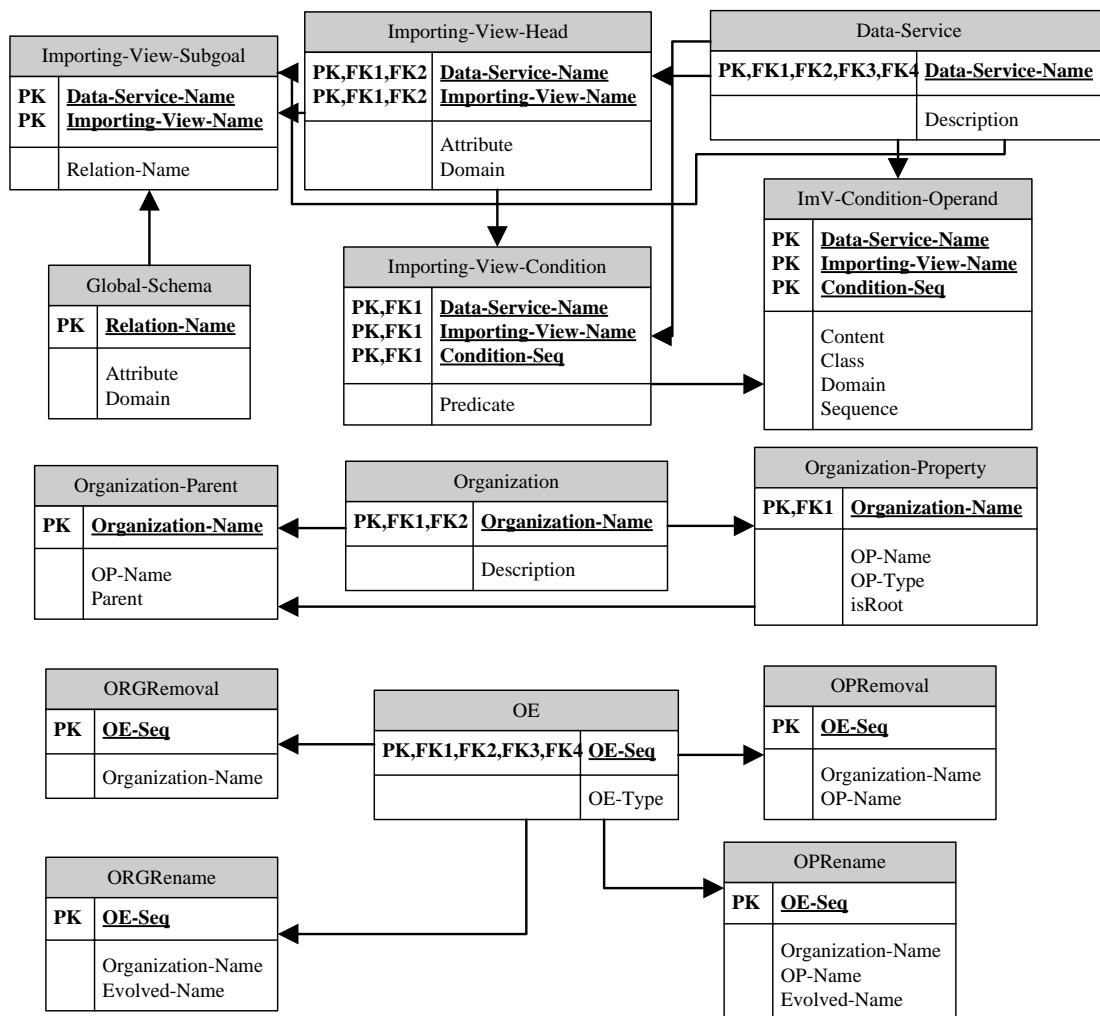 Importing-View-Subgoal
PK Data-Service-Name
PK Importing-View-Name
Relation-Name
Importing-View-Head
PK,FK1,FK2 Data-Service-Name
PK,FK1,FK2 Importing-View-Name
Attribute
Domain
Data-Service
PK,FK1,FK2,FK3,FK4 Data-Service-Name
Description
Global-Schema
PK Relation-Name
Attribute
Domain
Importing-View-Condition
PK,FK1 Data-Service-Name
PK,FK1 Importing-View-Name
PK,FK1 Condition-Seq
Predicate
ImV-Condition-Operand
PK Data-Service-Name
PK Importing-View-Name
PK Condition-Seq
Content
Class
Domain
Sequence
Organization-Parent
PK Organization-Name
OP-Name
Parent
Organization
PK,FK1,FK2 Organization-Name
Description
Organization-Property
PK,FK1 Organization-Name
OP-Name
OP-Type
isRoot
ORGRemoval
PK OE-Seq
Organization-Name
OE
PK,FK1,FK2,FK3,FK4 OE-Seq
OE-Type
OPRemoval
PK OE-Seq
Organization-Name
OP-Name
ORGRename
PK OE-Seq
Organization-Name
Evolved-Name
OPRename
PK OE-Seq
Organization-Name
OP-Name
Evolved-Name